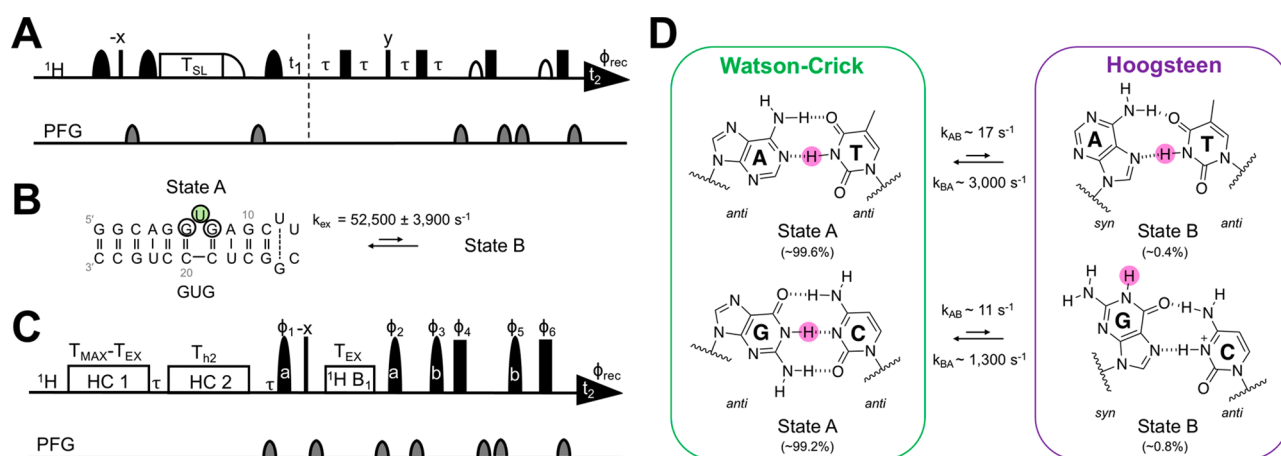 A
¹H
-x
T_SL
t₁
τ
τ
y
τ
τ
ϕ_rec
t₂
PFG
B
State A
5'
G G C A G G U G A G C U U
10
C C G U C C C U C G G C
3'
20
GUG
k_ex = 52,500 ± 3,900 s⁻¹
State B
C
¹H
T_MAX-T_EX
HC 1
τ
T_h2
HC 2
τ
ϕ₁
a
-x
T_EX
¹H B₁
ϕ₂
a
ϕ₃
b
ϕ₄
ϕ₅
b
ϕ₆
ϕ_rec
t₂
PFG
D
Watson-Crick
Hoogsteen
H
N H O
N N O
A T
N N H N
N
O
anti anti
State A
(~99.6%)
k_AB ~ 17 s⁻¹
k_BA ~ 3,000 s⁻¹
H
N H O
N O
A T
N N H N
N N
O
syn anti
State B
(~0.4%)
H
O H N
N
G N H N C
N N
N H O
H
anti anti
State A
(~99.2%)
k_AB ~ 11 s⁻¹
k_BA ~ 1,300 s⁻¹
H H H
N N O H N
H
N G
N N H N⁺ C
N
O
syn anti
State B
(~0.8%)